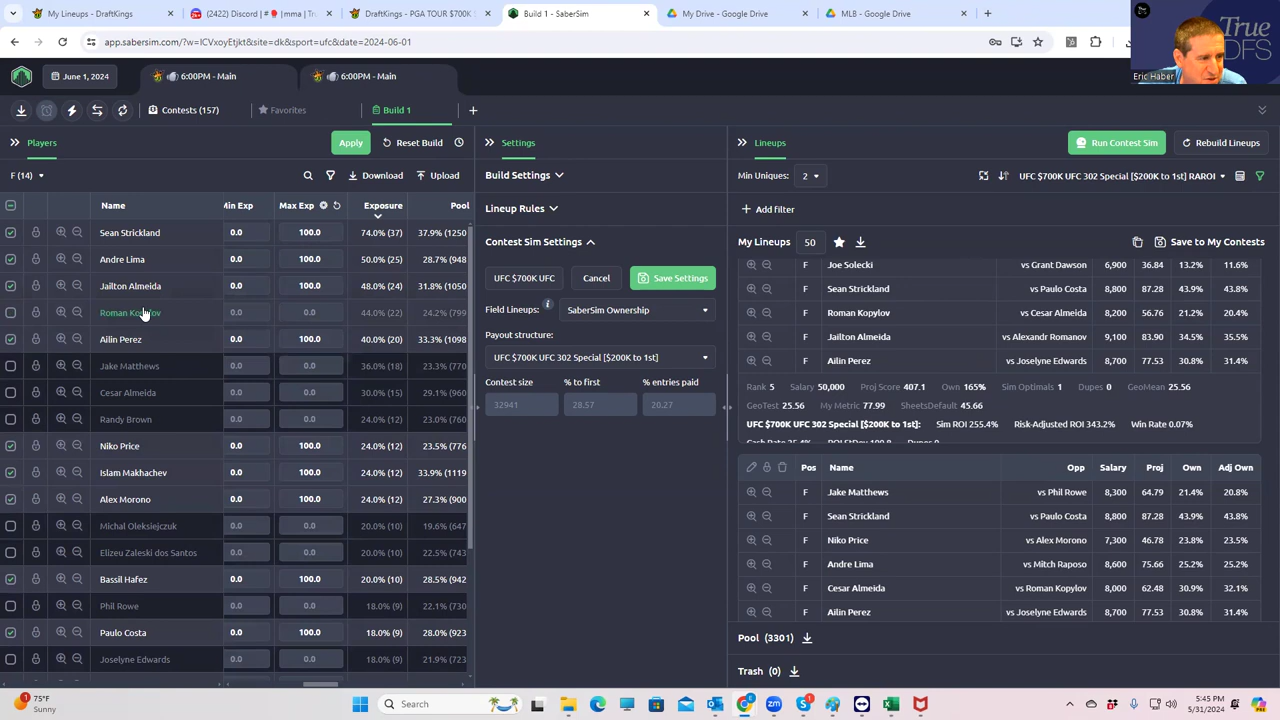 My Lineups - DraftKings
(2422) Discord | # | mma | Tru
DraftKings - PGA TOUR $700K
Build 1 - SaberSim
My Drive - Google Drive
MLB - Google Drive
app.sabersim.com/?w=ICVxoyEtjkt&site=dk&sport=ufc&date=2024-06-01
True
DFS
Eric Haber
June 1, 2024
6:00PM - Main
6:00PM - Main
Contests (157)
Favorites
Build 1
Players
Apply
Reset Build
Settings
Lineups
Run Contest Sim
Rebuild Lineups
F (14)
Download
Upload
Build Settings
Min Uniques: 2
UFC $700K UFC 302 Special [$200K to 1st] RAROI
Name Min Exp Max Exp Exposure Pool
Lineup Rules
Add filter
Sean Strickland 0.0 100.0 74.0% (37) 37.9% (1250
Contest Sim Settings
My Lineups 50
Save to My Contests
Andre Lima 0.0 100.0 50.0% (25) 28.7% (948
UFC $700K UFC
Cancel
Save Settings
Jailton Almeida 0.0 100.0 48.0% (24) 31.8% (1050
Roman Kopylov 0.0 0.0 44.0% (22) 24.2% (799
Field Lineups: SaberSim Ownership
Ailin Perez 0.0 100.0 40.0% (20) 33.3% (1098
Payout structure:
UFC $700K UFC 302 Special [$200K to 1st]
Jake Matthews 0.0 0.0 36.0% (18) 23.3% (770
Contest size % to first % entries paid
32941 28.57 20.27
Cesar Almeida 0.0 0.0 30.0% (15) 29.1% (960
Randy Brown 0.0 0.0 24.0% (12)
Niko Price 0.0 100.0 24.0% (12) 23.5% (776
Islam Makhachev 0.0 100.0 24.0% (12) 33.9% (1119
Alex Morono 0.0 100.0 24.0% (12) 27.3% (900
Michal Oleksiejczuk 0.0 0.0 20.0% (10) 19.6% (647
Elizeu Zaleski dos Santos 0.0 0.0 20.0% (10) 22.5% (743
Bassil Hafez 0.0 100.0 20.0% (10) 28.5% (942
Phil Rowe 0.0 0.0 18.0% (9) 22.1% (730
Paulo Costa 0.0 100.0 18.0% (9) 28.0% (923
Joselyne Edwards 0.0 0.0 18.0% (9) 21.9% (723
F Joe Solecki vs Grant Dawson 6,900 36.84 13.2% 11.6%
F Sean Strickland vs Paulo Costa 8,800 87.28 43.9% 43.8%
F Roman Kopylov vs Cesar Almeida 8,200 56.76 21.2% 20.4%
F Jailton Almeida vs Alexandr Romanov 9,100 83.90 34.5% 35.5%
F Ailin Perez vs Joselyne Edwards 8,700 77.53 30.8% 31.4%
Rank 5 Salary 50,000 Proj Score 407.1 Own 165% Sim Optimals 1 Dupes 0 GeoMean 25.56
GeoTest 25.56 My Metric 77.99 SheetsDefault 45.66
UFC $700K UFC 302 Special [$200K to 1st]: Sim ROI 255.4% Risk-Adjusted ROI 343.2% Win Rate 0.07%
Pos Name Opp Salary Proj Own Adj Own
F Jake Matthews vs Phil Rowe 8,300 64.79 21.4% 20.8%
F Sean Strickland vs Paulo Costa 8,800 87.28 43.9% 43.8%
F Niko Price vs Alex Morono 7,300 46.78 23.8% 23.5%
F Andre Lima vs Mitch Raposo 8,600 75.66 25.2% 25.2%
F Cesar Almeida vs Roman Kopylov 8,000 62.48 30.9% 32.1%
F Ailin Perez vs Joselyne Edwards 8,700 77.53 30.8% 31.4%
Pool (3301)
Trash (0)
75°F
Sunny
Search
5:45 PM
5/31/2024